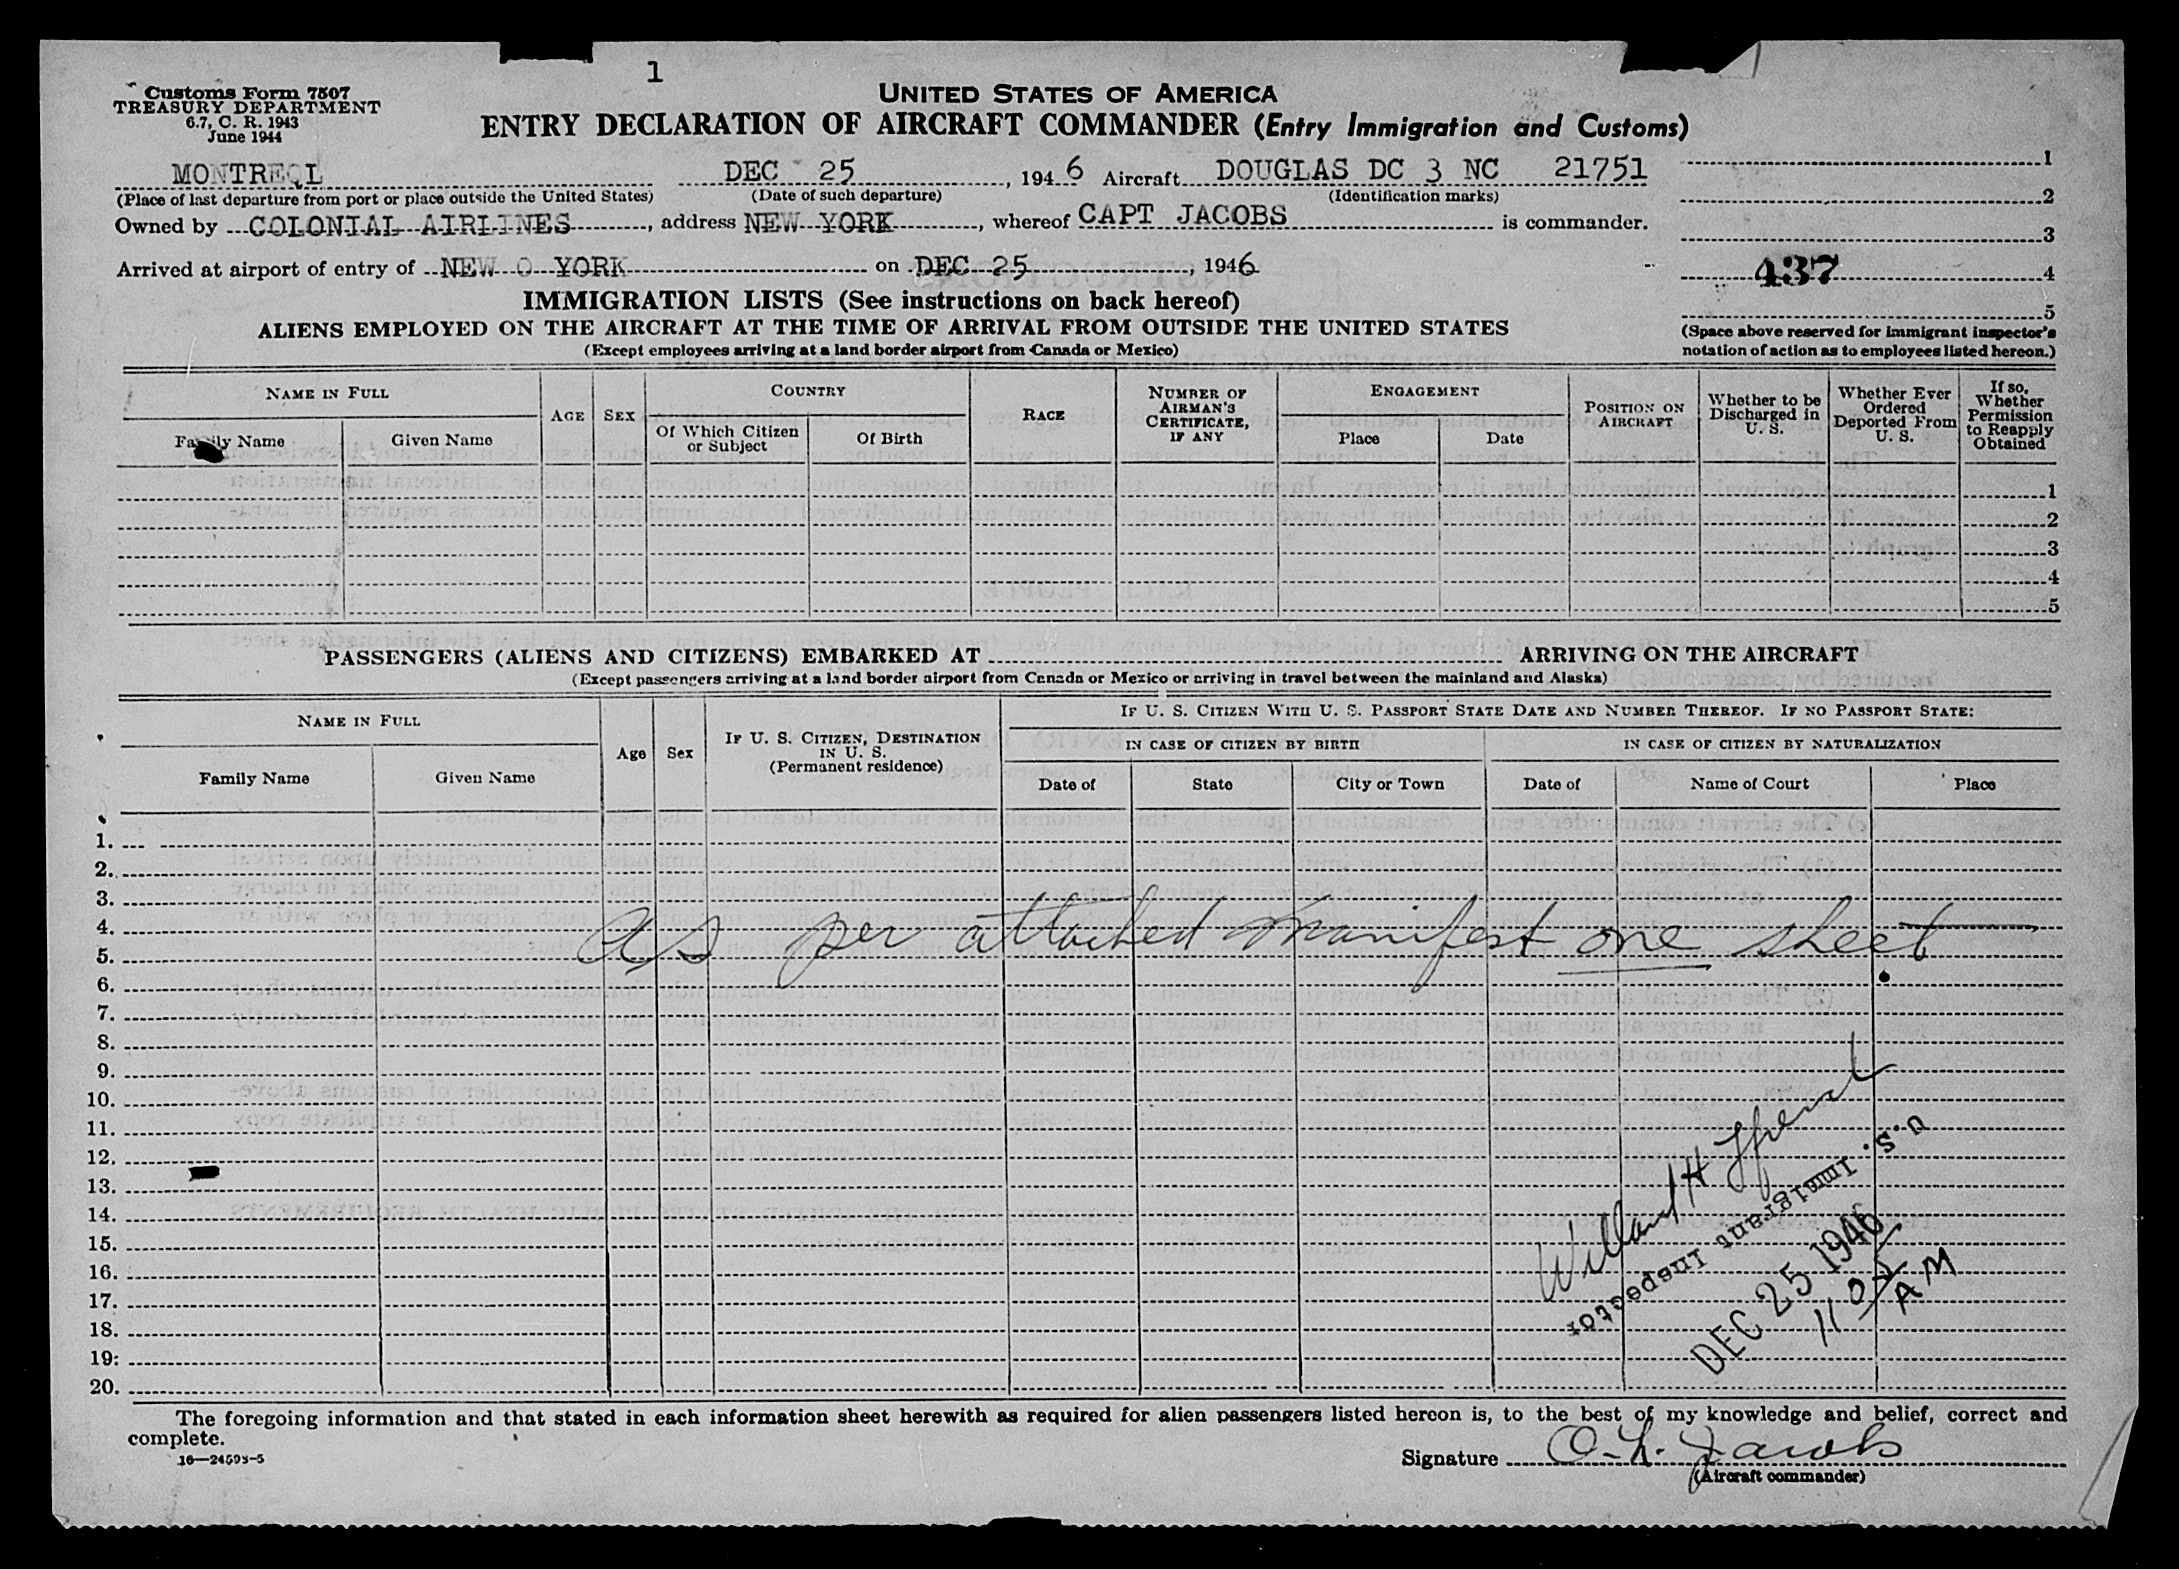 1
Customs Form 7507
TREASURY DEPARTMENT
6.7, C. R. 1943
June 1944
UNITED STATES OF AMERICA
ENTRY DECLARATION OF AIRCRAFT COMMANDER (Entry Immigration and Customs)
MONTREQL DEC 25, 1946 Aircraft DOUGLAS DC 3 NC 21751
(Place of last departure from port or place outside the United States) (Date of such departure) (Identification marks)
Owned by COLONIAL AIRLINES, address NEW YORK, whereof CAPT JACOBS is commander.
Arrived at airport of entry of NEW O YORK on DEC 25, 1946
1
2
3
437 4
5
(Space above reserved for immigrant inspector's
notation of action as to employees listed hereon.)
IMMIGRATION LISTS (See instructions on back hereof)
ALIENS EMPLOYED ON THE AIRCRAFT AT THE TIME OF ARRIVAL FROM OUTSIDE THE UNITED STATES
(Except employees arriving at a land border airport from Canada or Mexico)
NAME IN FULL
Family Name
Given Name
AGE
SEX
COUNTRY
Of Which Citizen
or Subject
Of Birth
RACE
NUMBER OF
AIRMAN'S
CERTIFICATE,
IF ANY
ENGAGEMENT
Place
Date
POSITION ON
AIRCRAFT
Whether to be
Discharged in
U. S.
Whether Ever
Ordered
Deported From
U. S.
If so,
Whether
Permission
to Reapply
Obtained
1
2
3
4
5
PASSENGERS (ALIENS AND CITIZENS) EMBARKED AT ARRIVING ON THE AIRCRAFT
(Except passengers arriving at a land border airport from Canada or Mexico or arriving in travel between the mainland and Alaska)
NAME IN FULL
Family Name
Given Name
Age
Sex
IF U. S. CITIZEN, DESTINATION
IN U. S.
(Permanent residence)
IF U. S. CITIZEN WITH U. S. PASSPORT STATE DATE AND NUMBER THEREOF. IF NO PASSPORT STATE:
IN CASE OF CITIZEN BY BIRTH
IN CASE OF CITIZEN BY NATURALIZATION
Date of
State
City or Town
Date of
Name of Court
Place
1.
2.
3.
4.
as per attached manifest one sheet
5.
6.
7.
8.
9.
10.
11.
12.
13.
14.
15.
16.
17.
18.
19.
20.
Willard H
U.S. Immigrant Inspector
DEC 25 1946
11 05
AM
The foregoing information and that stated in each information sheet herewith as required for alien passengers listed hereon is, to the best of my knowledge and belief, correct and
complete.
Signature O. L. Jacobs
(Aircraft commander)